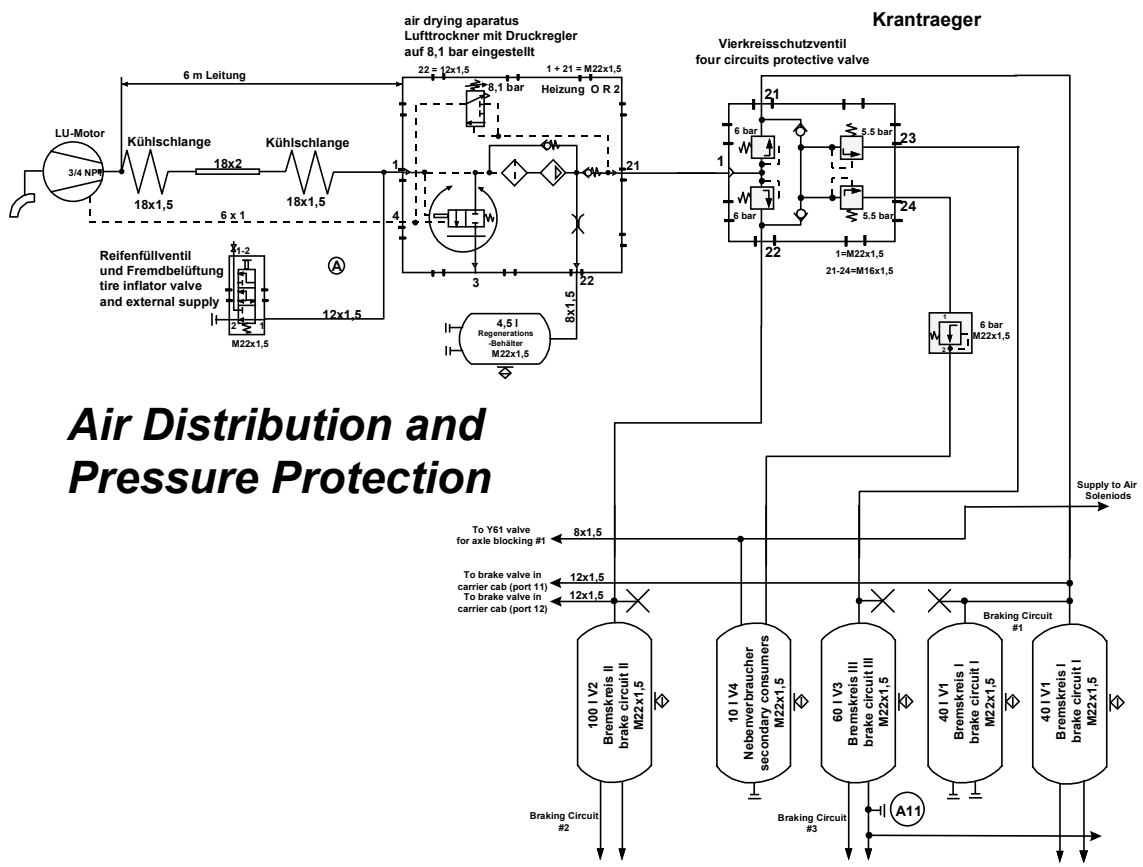 Krantraeger
air drying aparatus
Lufttrockner mit Druckregler
auf 8,1 bar eingestellt
Vierkreisschutzventil
four circuits protective valve
22 = 12x1,5
1 + 21 = M22x1,5
6 m Leitung
8,1 bar
Heizung O R 2
21
LU-Motor
Kühlschlange
Kühlschlange
6 bar
5.5 bar
23
18x2
1
21
1
3/4 NPT
18x1,5
18x1,5
24
6 x 1
4
6 bar
5.5 bar
Reifenfüllventil
und Fremdbelüftung
tire inflator valve
and external supply
1-2
A
3
22
22
1=M22x1,5
21-24=M16x1,5
2
1
12x1,5
8x1,5
M22x1,5
4,5 l
Regenerations
-Behälter
M22x1,5
1
2
6 bar
M22x1,5
Air Distribution and
Pressure Protection
Supply to Air
Soleniods
To Y61 valve
for axle blocking #1
8x1,5
To brake valve in
carrier cab (port 11)
12x1,5
To brake valve in
carrier cab (port 12)
12x1,5
Braking Circuit
#1
100 l V2
Bremskreis II
brake circuit II
M22x1,5
10 l V4
Nebenverbraucher
secondary consumers
M22x1,5
60 l V3
Bremskreis III
brake circuit III
M22x1,5
40 l V1
Bremskreis I
brake circuit I
M22x1,5
40 l V1
Bremskreis I
brake circuit I
M22x1,5
Braking Circuit
#2
Braking Circuit
#3
A11